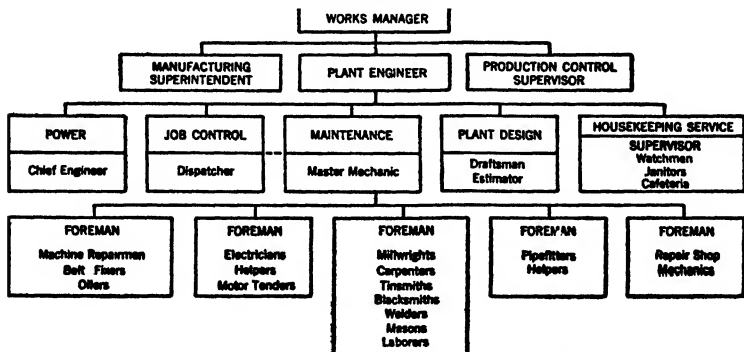 WORKS MANAGER
MANUFACTURING
SUPERINTENDENT
PLANT ENGINEER
PRODUCTION CONTROL
SUPERVISOR
POWER
Chief Engineer
JOB CONTROL
Dispatcher
MAINTENANCE
Master Mechanic
PLANT DESIGN
Draftsman
Estimator
HOUSEKEEPING SERVICE
SUPERVISOR
Watchmen
Janitors
Cafeteria
FOREMAN
Machine Repairmen
Belt Fixers
Oilers
FOREMAN
Electricians
Helpers
Motor Tenders
FOREMAN
Millwrights
Carpenters
Tinsmiths
Blacksmiths
Welders
Masons
Laborers
FOREMAN
Pipefitters
Helpers
FOREMAN
Repair Shop
Mechanics